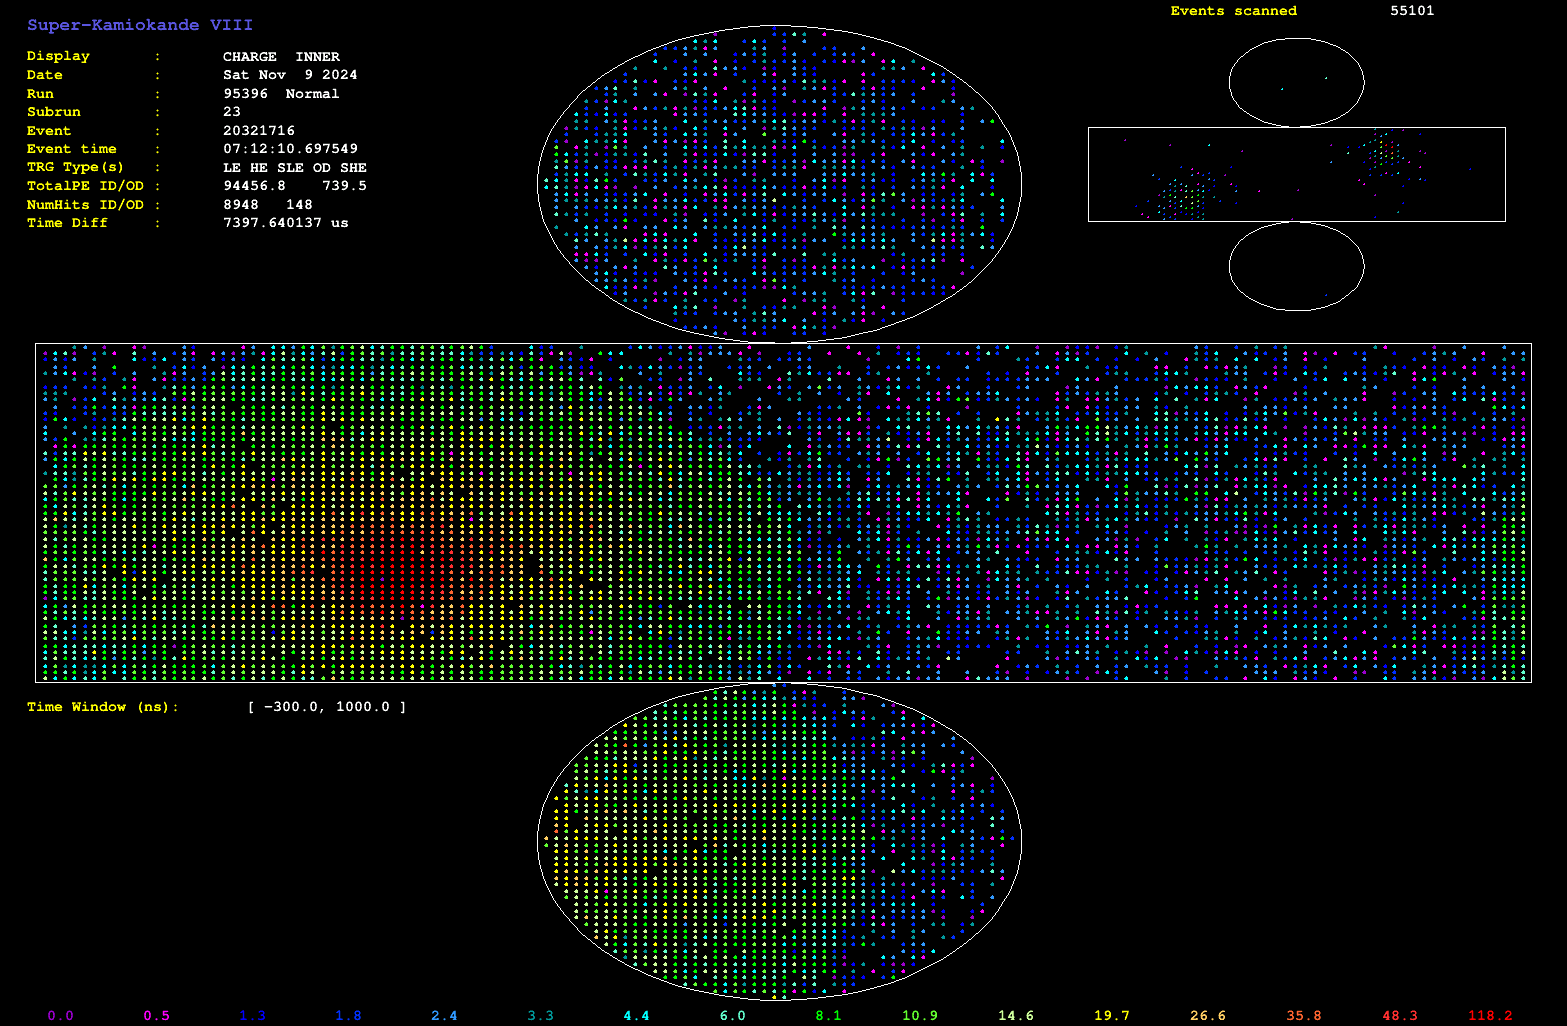 Super-Kamiokande VIII
Events scanned 55101
Display : CHARGE INNER
Date : Sat Nov 9 2024
Run : 95396 Normal
Subrun : 23
Event : 20321716
Event time : 07:12:10.697549
TRG Type(s) : LE HE SLE OD SHE
TotalPE ID/OD : 94456.8 739.5
NumHits ID/OD : 8948 148
Time Diff : 7397.640137 us
Time Window (ns): [ -300.0, 1000.0 ]
0.0 0.5 1.3 1.8 2.4 3.3 4.4 6.0 8.1 10.9 14.6 19.7 26.6 35.8 48.3 118.2